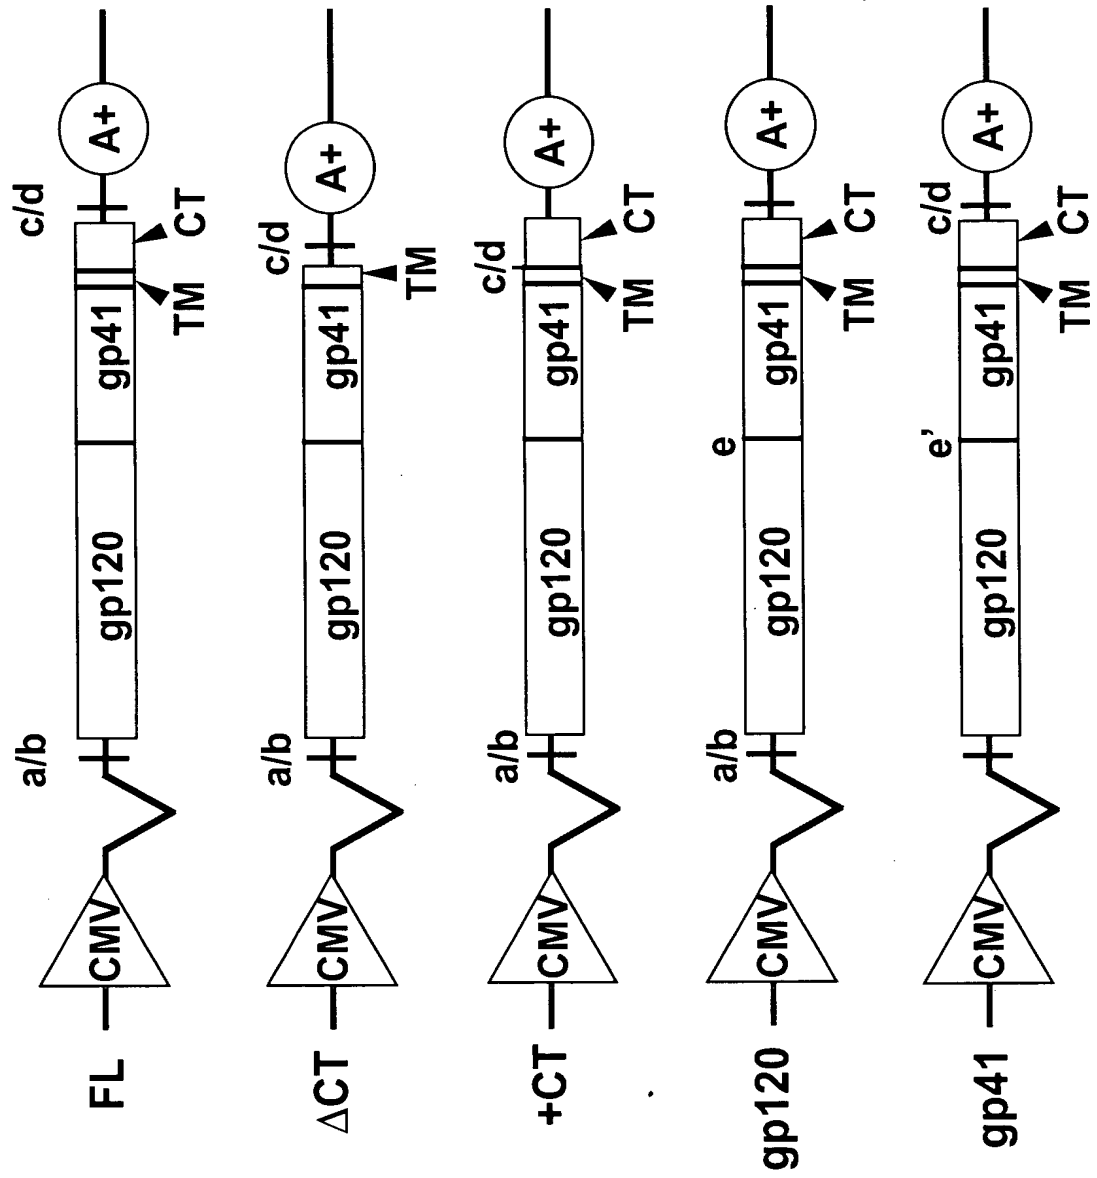 FL
CMV
a/b
gp120
gp41
TM
CT
c/d
A+
ΔCT
CMV
a/b
gp120
gp41
TM
c/d
A+
+CT
CMV
a/b
gp120
gp41
TM
CT
c/d
A+
gp120
CMV
a/b
gp120
e
gp41
TM
CT
A+
gp41
CMV
gp120
e'
gp41
TM
CT
c/d
A+